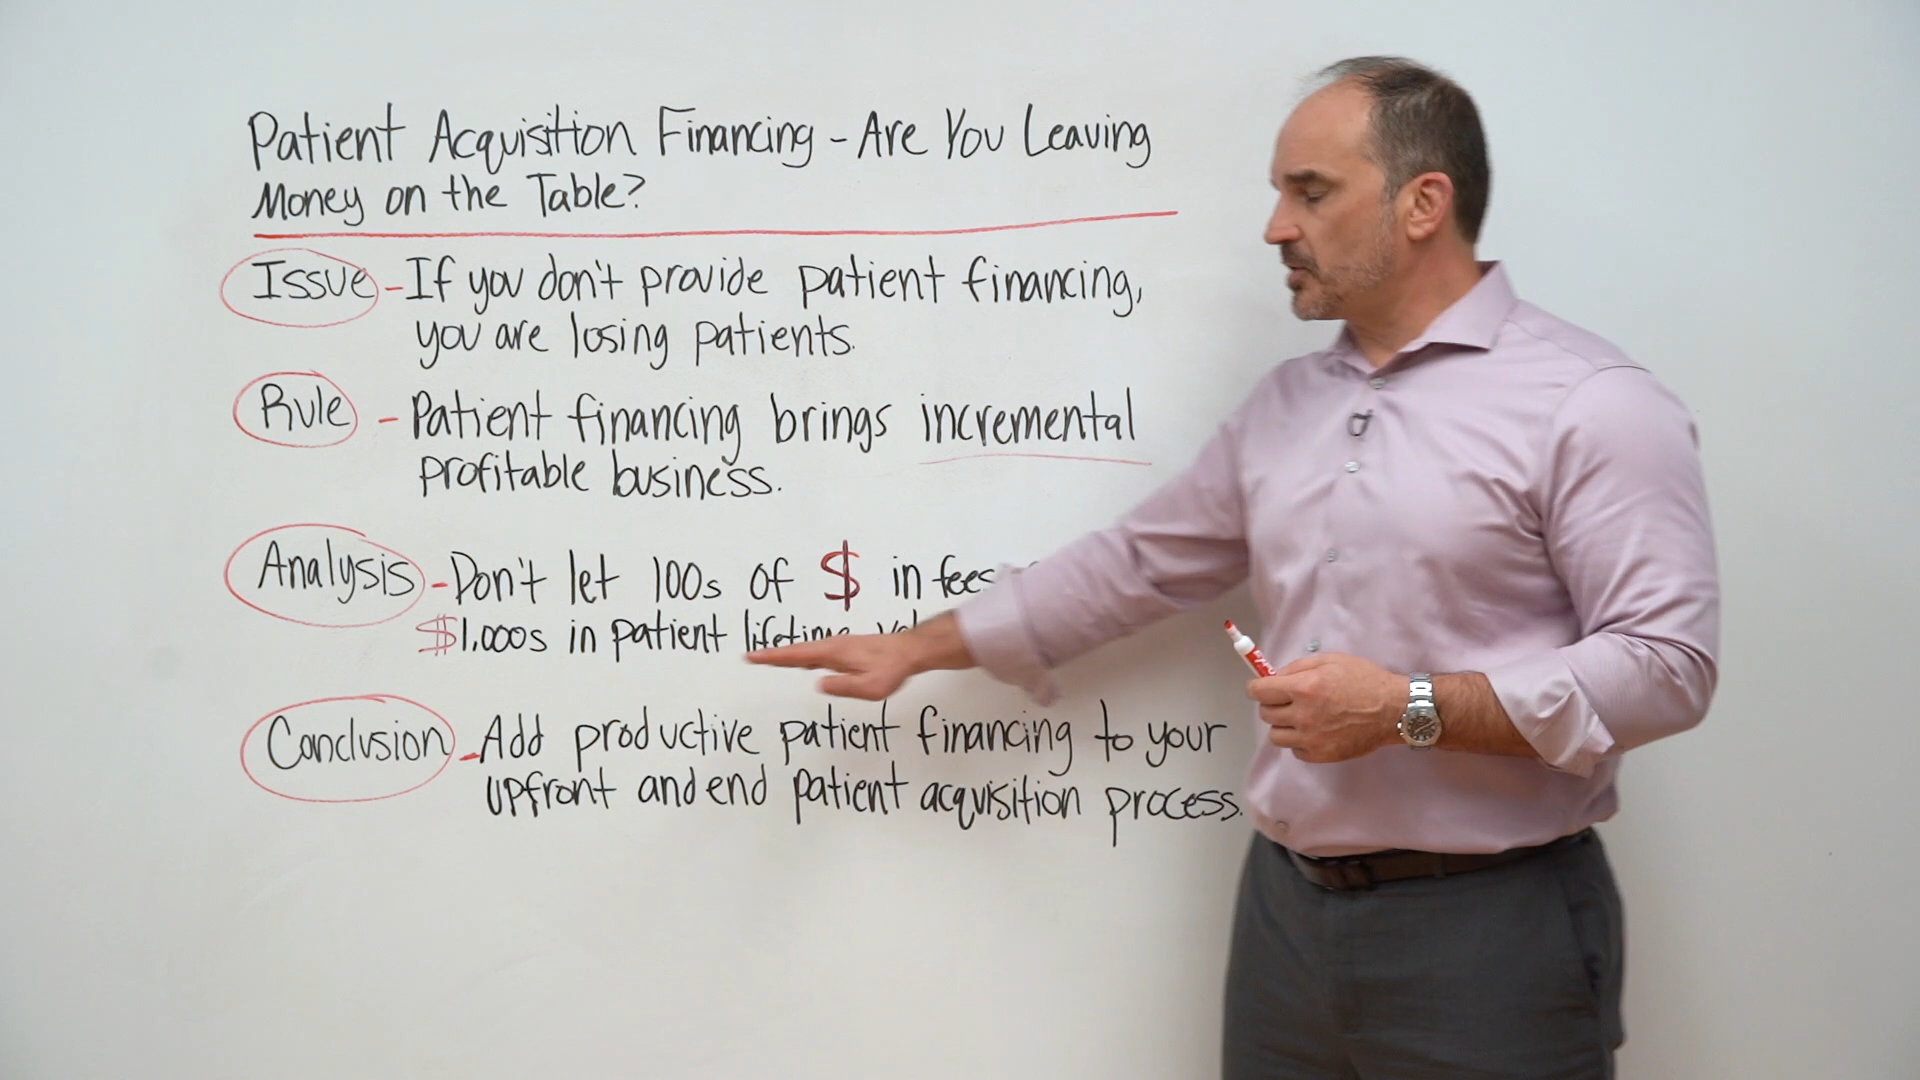 Patient Acquisition Financing - Are You Leaving
Money on the Table?
Issue - If you don't provide patient financing,
you are losing patients.
Rule - Patient financing brings incremental
profitable business.
Analysis - Don't let 100s of $ in fees
$1,000s in patient lifetime
Conclusion - Add productive patient financing to your
upfront and end patient acquisition process.